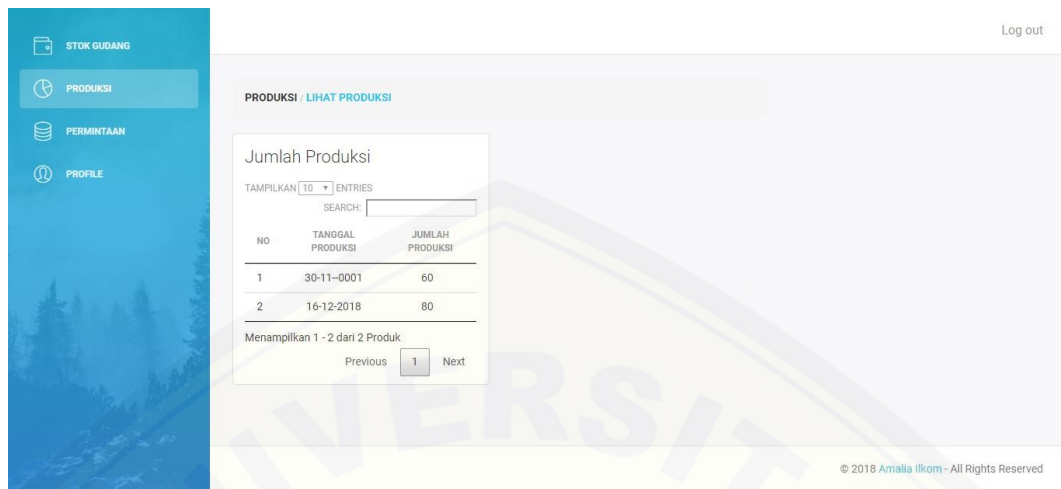 Log out
STOK GUDANG
PRODUKSI
PERMINTAAN
PROFILE
PRODUKSI / LIHAT PRODUKSI
Jumlah Produksi
TAMPILKAN 10 ENTRIES
SEARCH:
NO TANGGAL PRODUKSI JUMLAH PRODUKSI
1 30-11--0001 60
2 16-12-2018 80
Menampilkan 1 - 2 dari 2 Produk
Previous 1 Next
© 2018 Amalia Ilkom - All Rights Reserved
IVERSIT